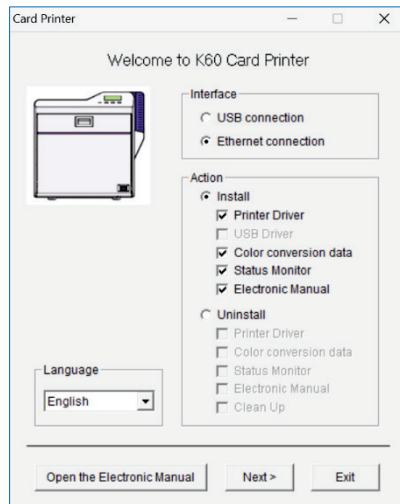 Card Printer
Welcome to K60 Card Printer
Interface
USB connection
Ethernet connection
Action
Install
Printer Driver
USB Driver
Color conversion data
Status Monitor
Electronic Manual
Uninstall
Printer Driver
Color conversion data
Status Monitor
Electronic Manual
Clean Up
Language
English
Open the Electronic Manual
Next >
Exit